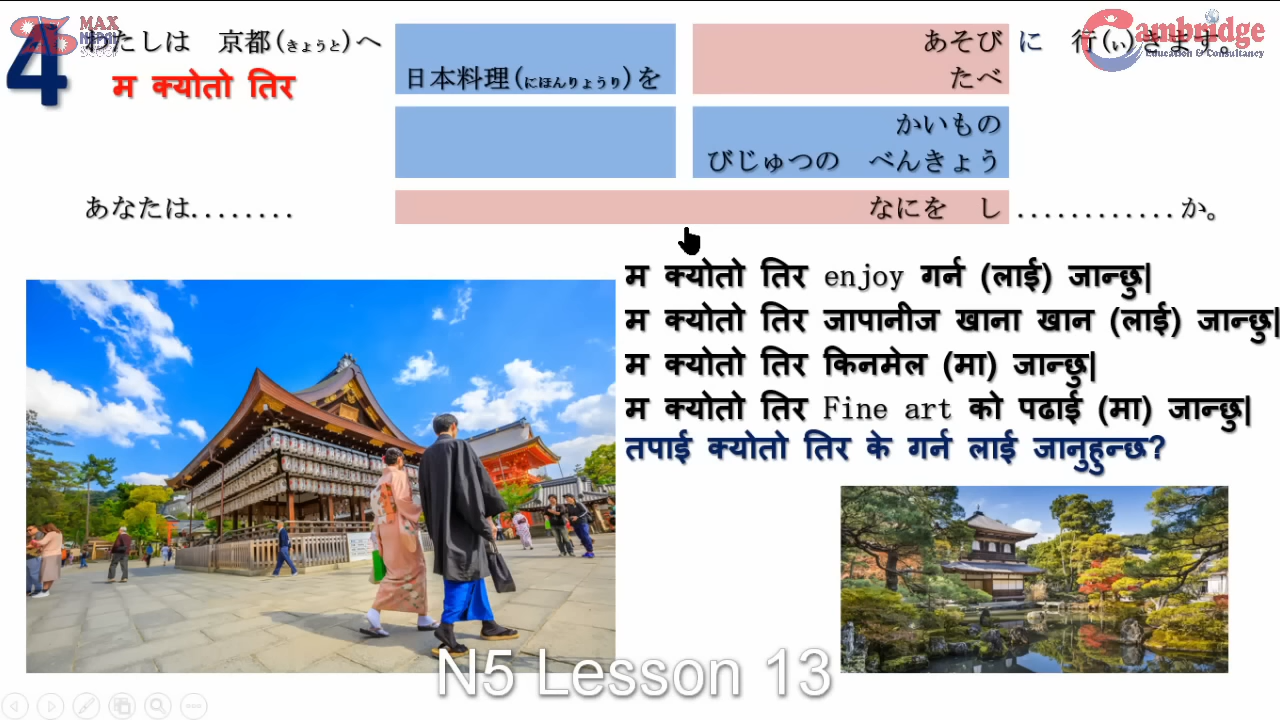 4
MAX
NEPAL
Cambridge
Education & Consultancy
わたしは 京都(きょうと)へ あそび に 行(い)きます。
日本料理(にほんりょうり)を たべ
म क्योतो तिर
かいもの
びじゅつの べんきょう
あなたは........ なにを し ............か。
म क्योतो तिर enjoy गर्न (लाई) जान्छु|
म क्योतो तिर जापानीज खाना खान (लाई) जान्छु|
म क्योतो तिर किनमेल (मा) जान्छु|
म क्योतो तिर Fine art को पढाई (मा) जान्छु|
तपाई क्योतो तिर के गर्न लाई जानुहुन्छ?
N5 Lesson 13